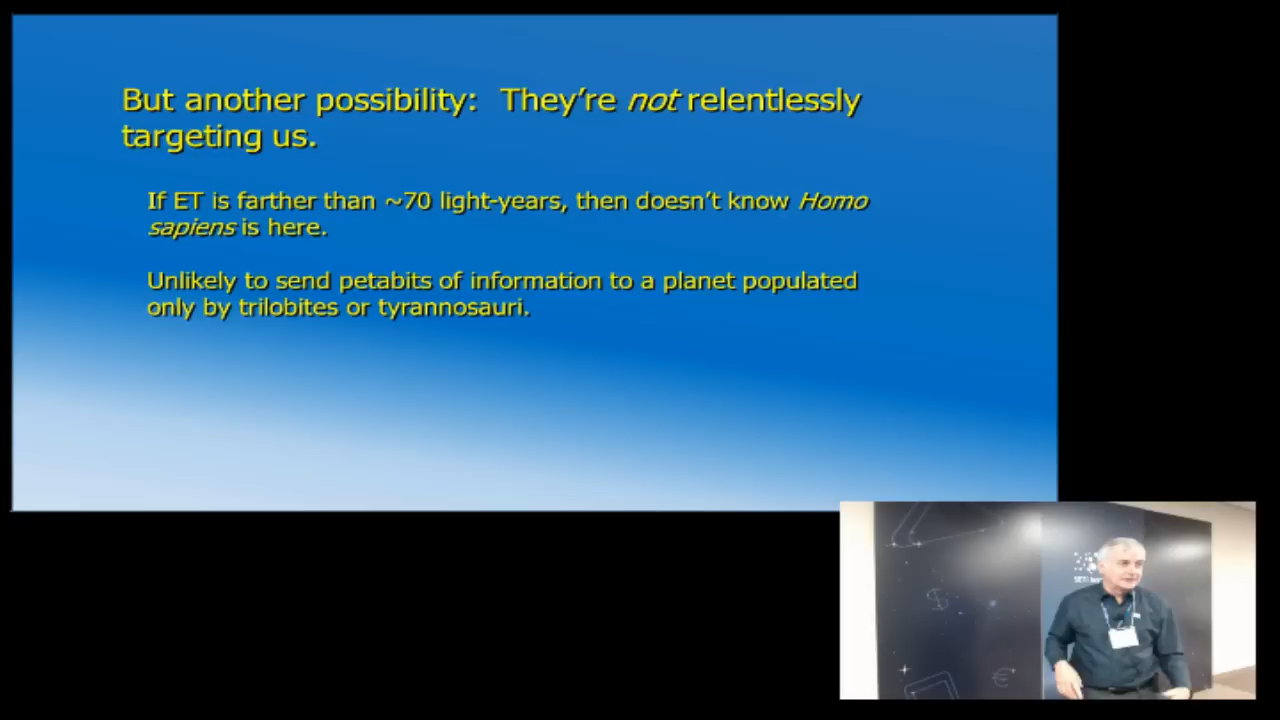 But another possibility:  They're not relentlessly
targeting us.
If ET is farther than ~70 light-years, then doesn't know Homo
sapiens is here.
Unlikely to send petabits of information to a planet populated
only by trilobites or tyrannosauri.
SETI
$
€